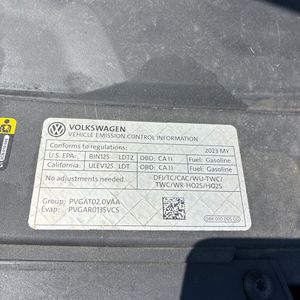 VOLKSWAGEN
VEHICLE EMISSION CONTROL INFORMATION
Conforms to regulations: 2023 MY
U.S. EPA: BIN125 LDT2 OBD: CA II Fuel: Gasoline
California: ULEV125 LDT OBD: CA II Fuel: Gasoline
No adjustments needed. DFI/TC/CAC/WU-TWC/
TWC/WR-HO2S/HO2S
Group: PVGAT02.0VAA
Evap: PVGAR0135VCS